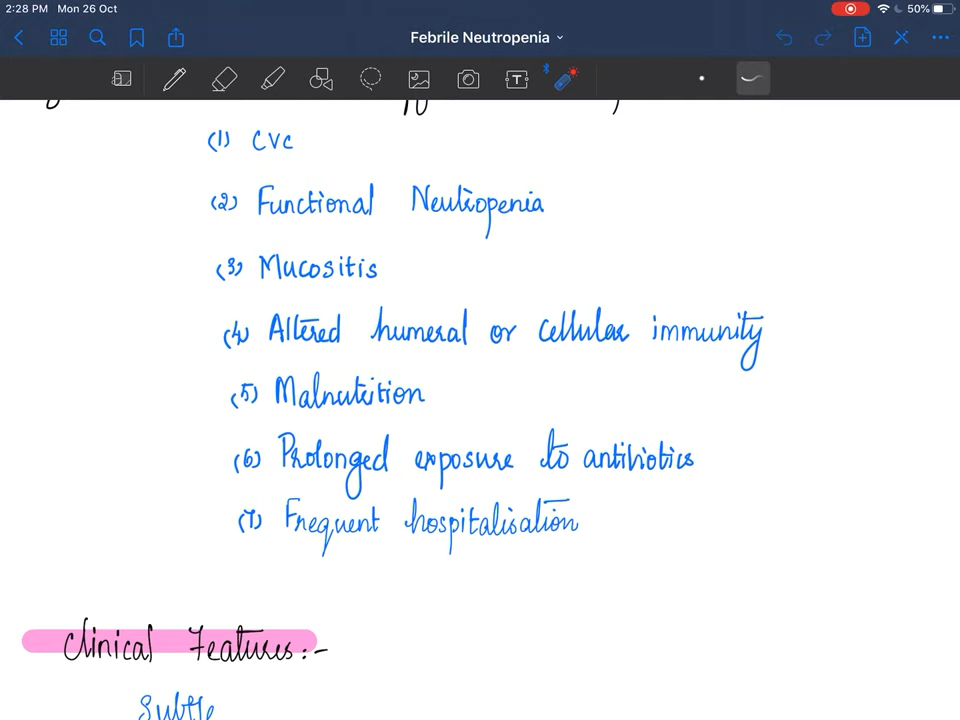 2:28 PM Mon 26 Oct 50%
Febrile Neutropenia
T
(1) CVC
(2) Functional Neutropenia
(3) Mucositis
(4) Altered humeral or cellular immunity
(5) Malnutrition
(6) Prolonged exposure to antibiotics
(7) Frequent hospitalisation
Clinical Features:-
Subtle